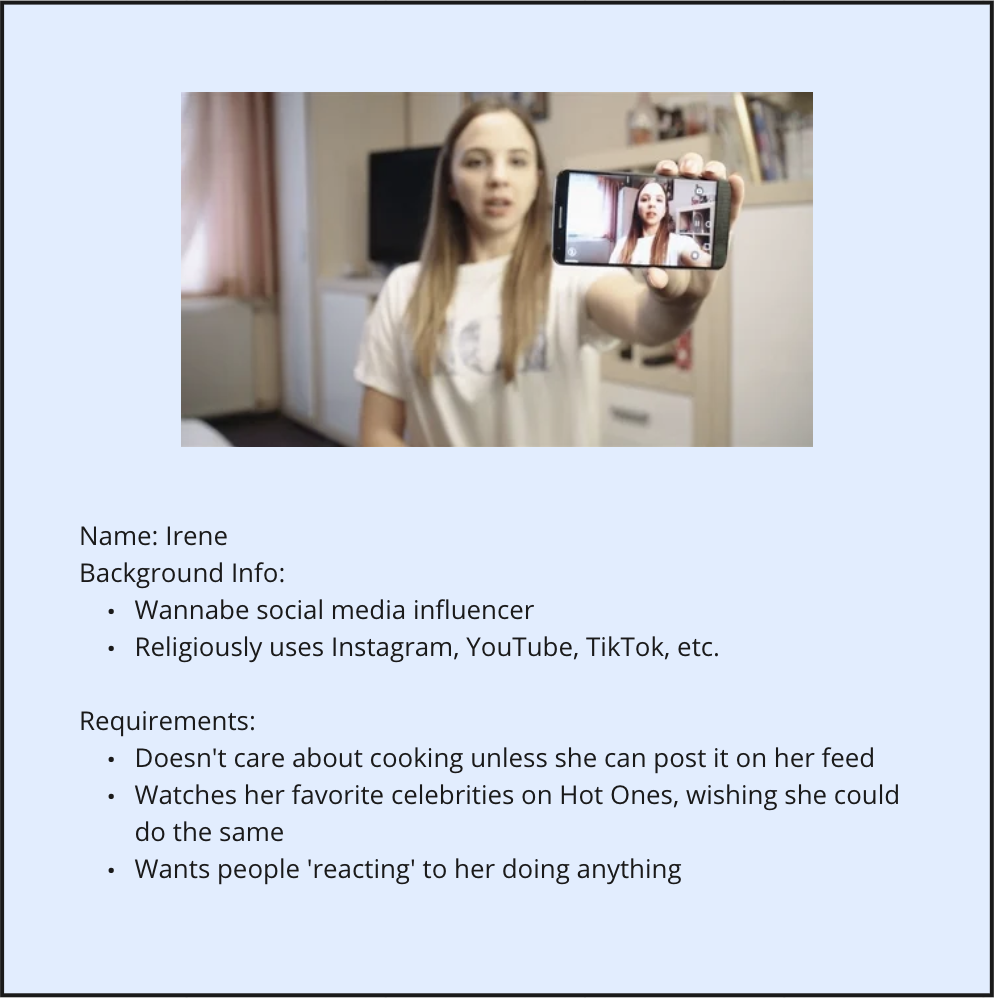 Name: Irene
Background Info:
• Wannabe social media influencer
• Religiously uses Instagram, YouTube, TikTok, etc.
Requirements:
• Doesn't care about cooking unless she can post it on her feed
• Watches her favorite celebrities on Hot Ones, wishing she could
do the same
• Wants people 'reacting' to her doing anything